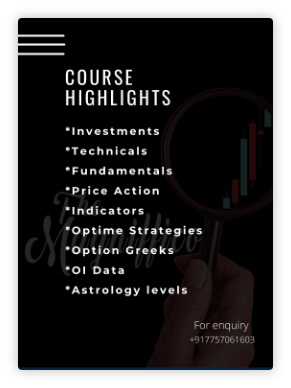 COURSE
HIGHLIGHTS
*Investments
*Technicals
*Fundamentals
*Price Action
*Indicators
*Optime Strategies
*Option Greeks
*OI Data
*Astrology levels
The
For enquiry
+917757061603